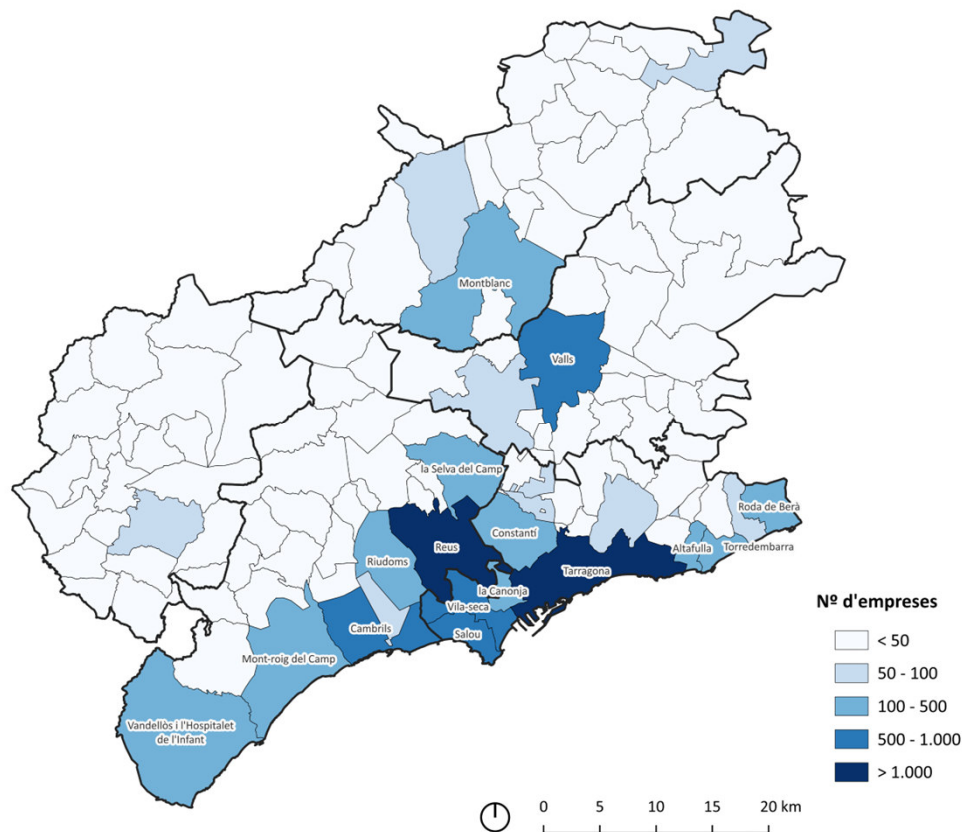 Montblanc
Valls
la Selva del Camp
Roda de Berà
Constantí
Reus
Altafulla
Torredembarra
Riudoms
Tarragona
la Canonja
Vila-seca
Cambrils
Salou
Mont-roig del Camp
Vandellòs i l'Hospitalet
de l'Infant
Nº d'empreses
< 50
50 - 100
100 - 500
500 - 1.000
> 1.000
0 5 10 15 20 km